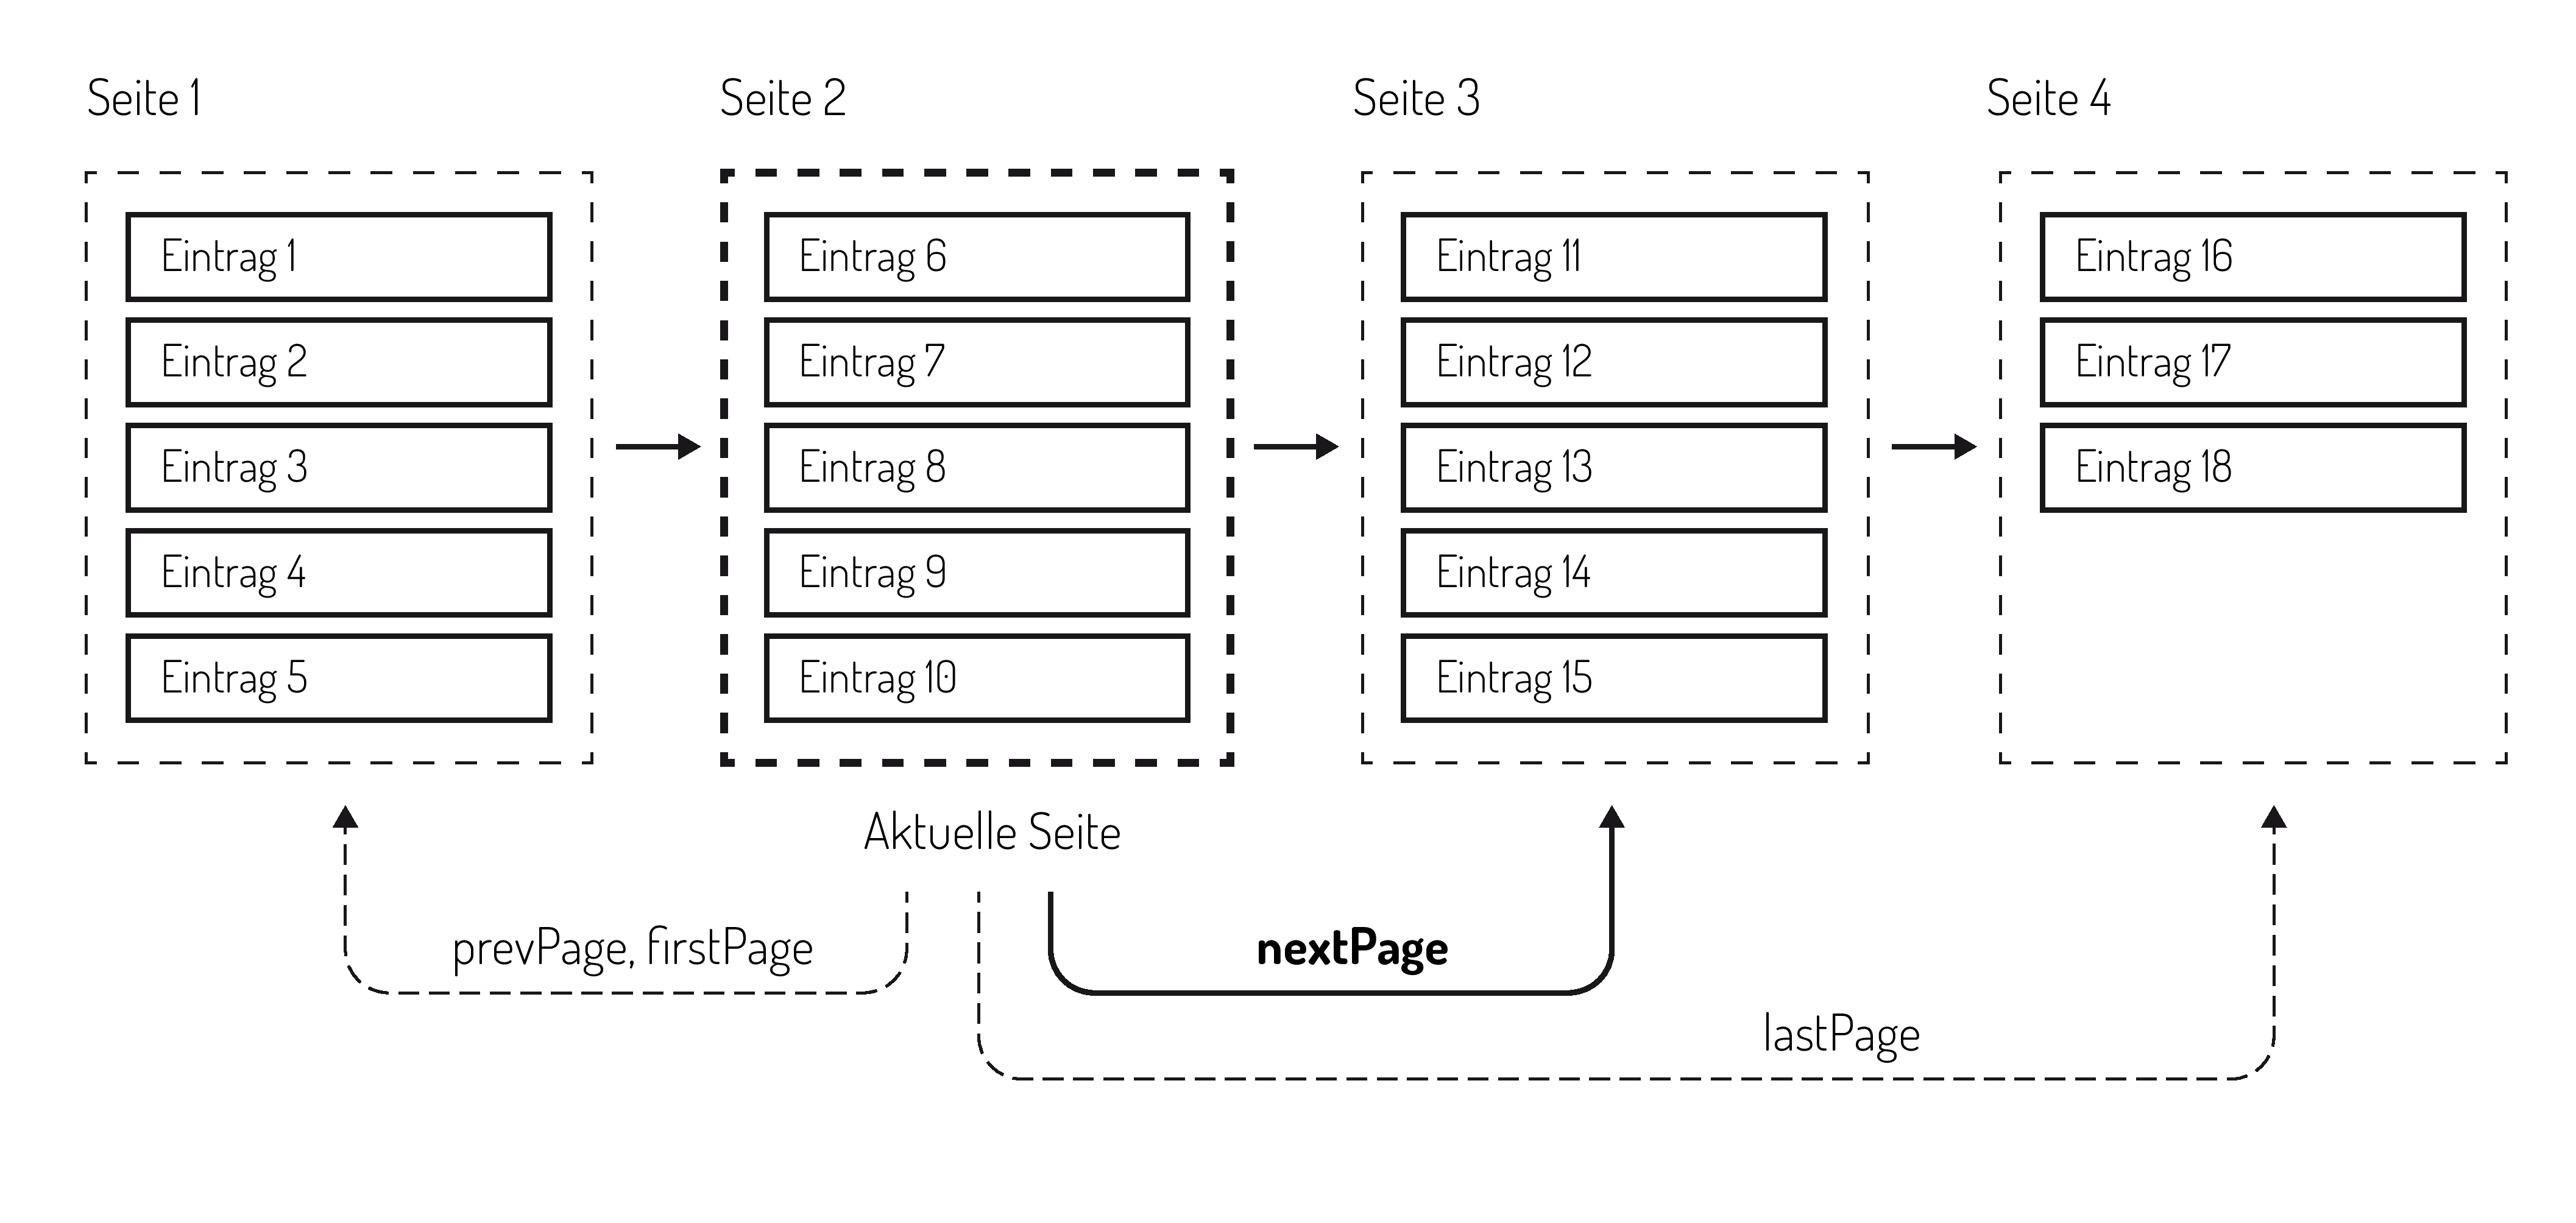 Seite 1
Eintrag 1
Eintrag 2
Eintrag 3
Eintrag 4
Eintrag 5
Seite 2
Eintrag 6
Eintrag 7
Eintrag 8
Eintrag 9
Eintrag 10
Seite 3
Eintrag 11
Eintrag 12
Eintrag 13
Eintrag 14
Eintrag 15
Seite 4
Eintrag 16
Eintrag 17
Eintrag 18
Aktuelle Seite
prevPage, firstPage
nextPage
lastPage